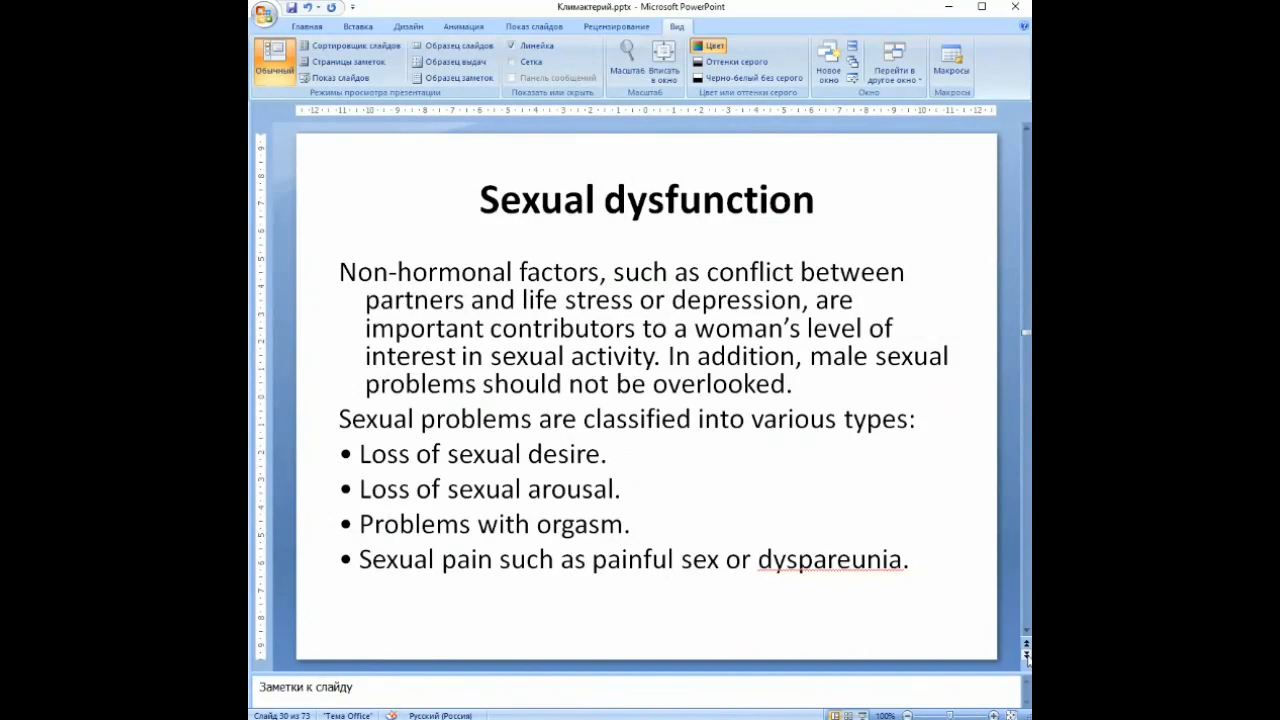 Климактерий.pptx - Microsoft PowerPoint
Главная Вставка Дизайн Анимация Показ слайдов Рецензирование Вид
Обычный
Сортировщик слайдов
Страницы заметок
Показ слайдов
Образец слайдов
Образец выдач
Образец заметок
Режимы просмотра презентации
Линейка
Сетка
Панель сообщений
Показать или скрыть
Масштаб
Вписать в окно
Масштаб
Цвет
Оттенки серого
Черно-белый без серого
Цвет или оттенки серого
Новое окно
Перейти в другое окно
Окно
Макросы
Макросы
Sexual dysfunction
Non-hormonal factors, such as conflict between
partners and life stress or depression, are
important contributors to a woman’s level of
interest in sexual activity. In addition, male sexual
problems should not be overlooked.
Sexual problems are classified into various types:
• Loss of sexual desire.
• Loss of sexual arousal.
• Problems with orgasm.
• Sexual pain such as painful sex or dyspareunia.
Заметки к слайду
Слайд 30 из 73 "Тема Office" Русский (Россия) 100%